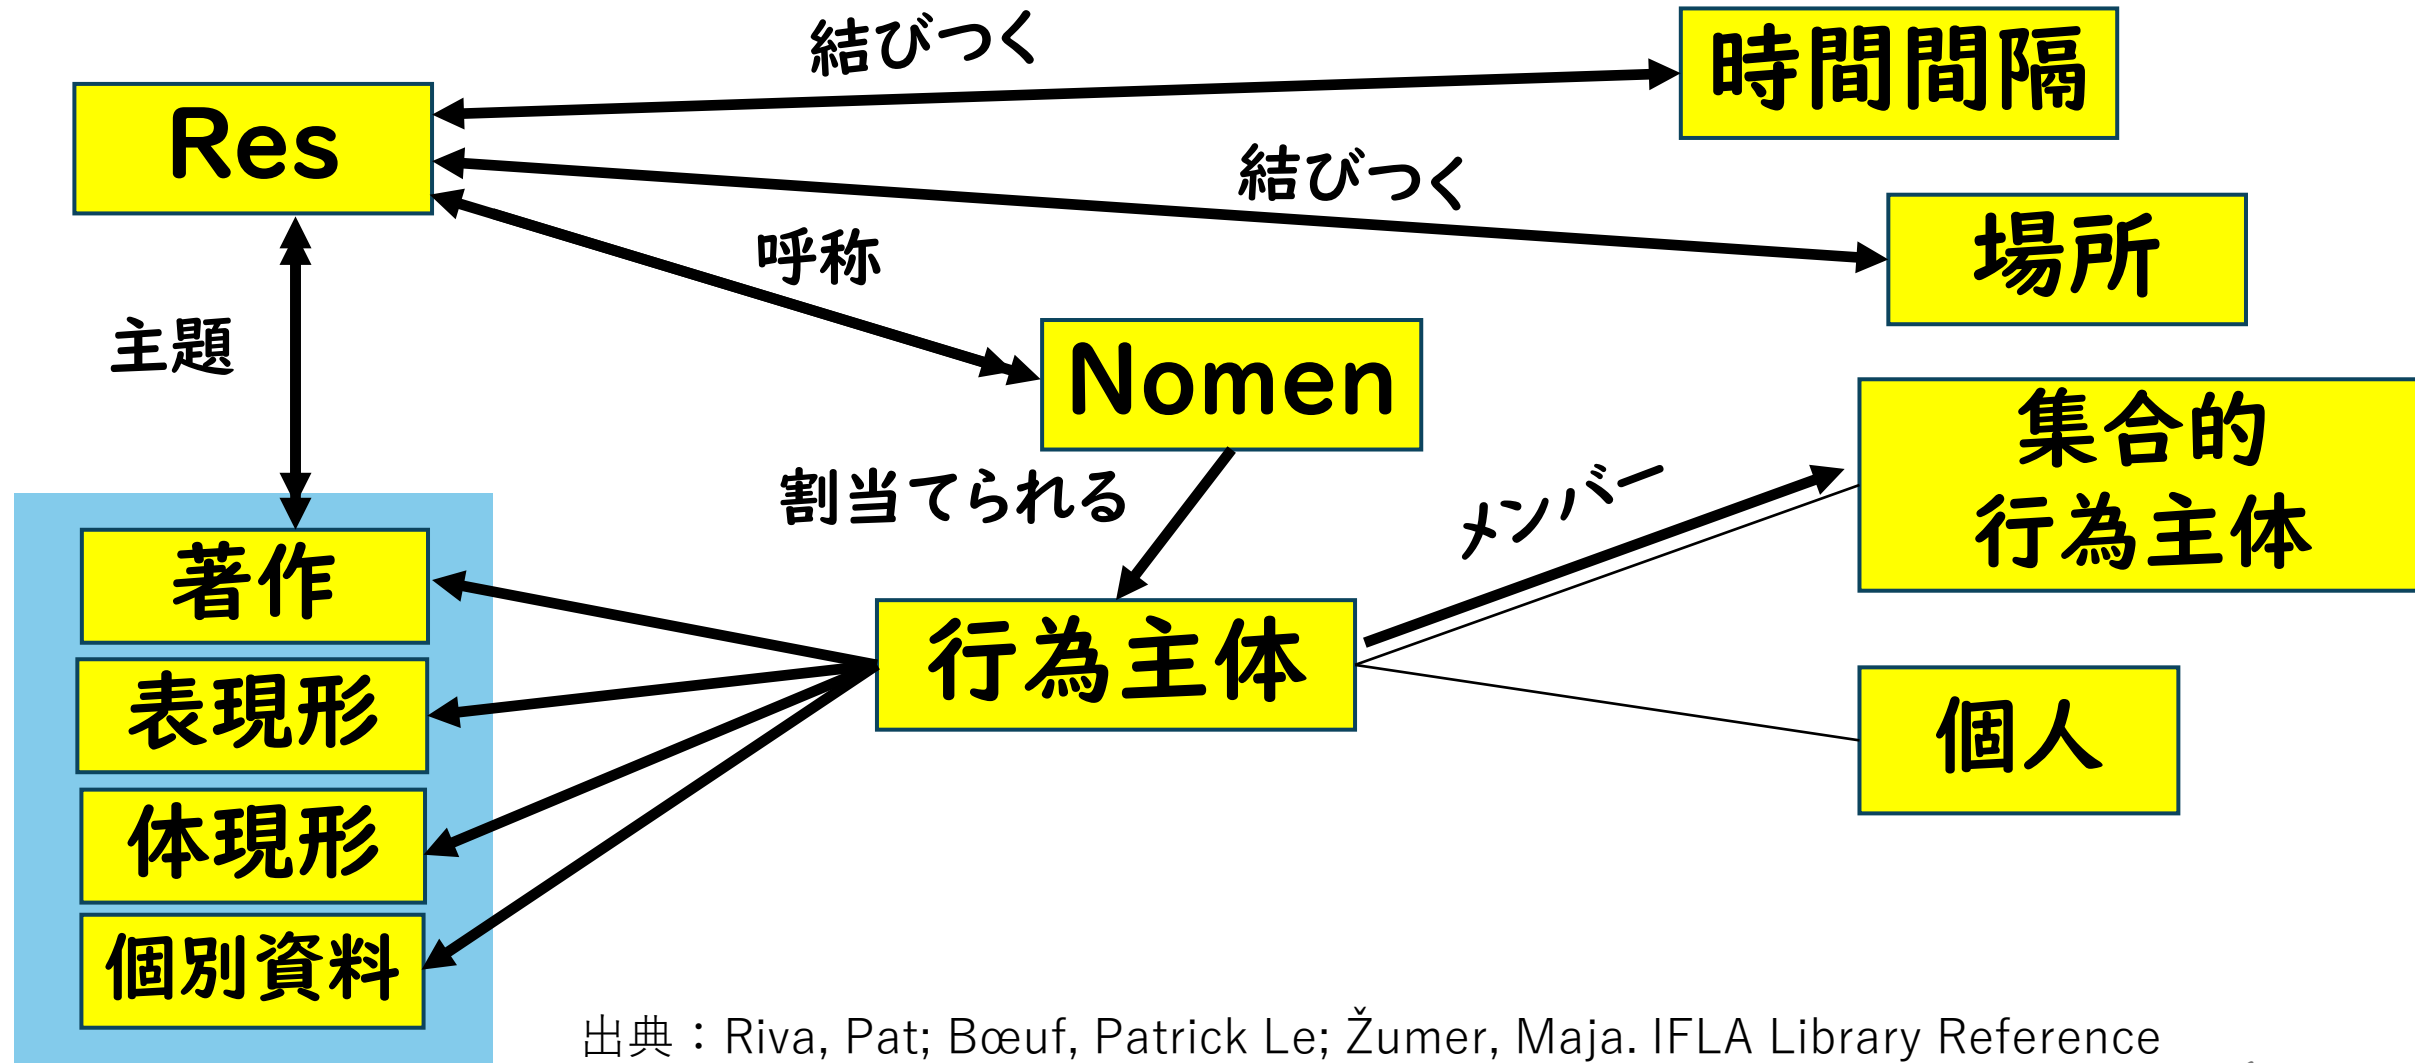 結びつく
時間間隔
Res
結びつく
場所
呼称
主題
Nomen
集合的
行為主体
割当てられる
メンバー
著作
行為主体
表現形
個人
体現形
個別資料
出典：Riva, Pat; Bœuf, Patrick Le; Žumer, Maja. IFLA Library Reference